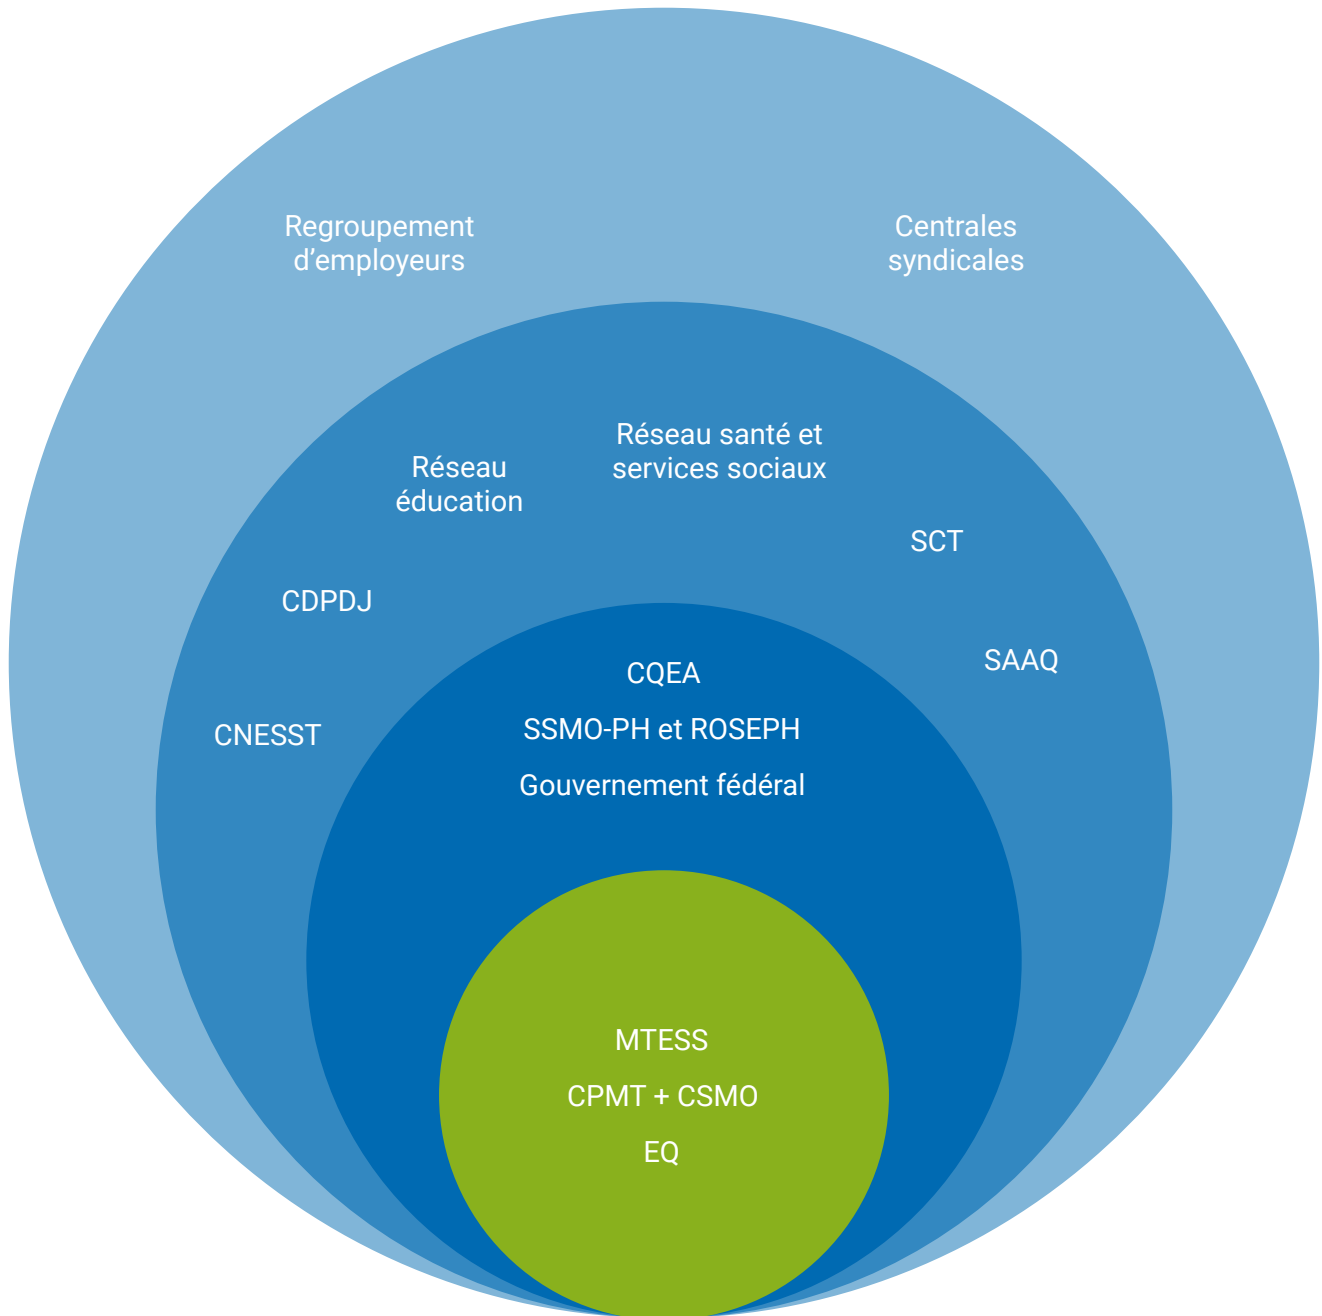 Regroupement
d’employeurs
Centrales
syndicales
Réseau santé et
services sociaux
Réseau
éducation
SCT
CDPDJ
SAAQ
CNESST
CQEA
SSMO-PH et ROSEPH
Gouvernement fédéral
MTESS
CPMT + CSMO
EQ